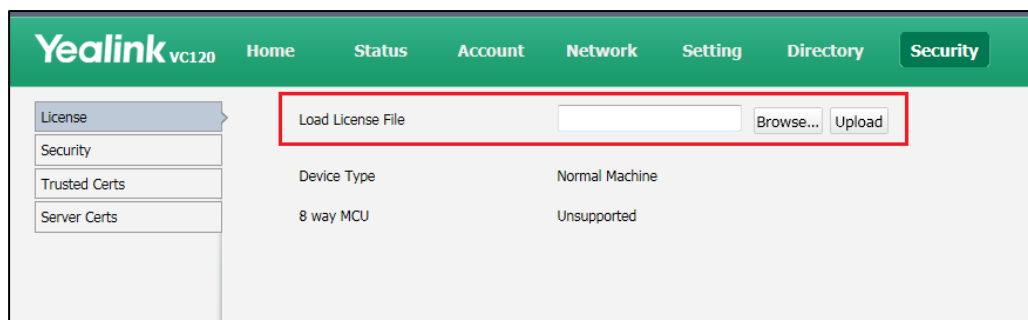 Yealink VC120 Home Status Account Network Setting Directory Security
License Load License File Browse... Upload
Security
Trusted Certs Device Type Normal Machine
Server Certs 8 way MCU Unsupported